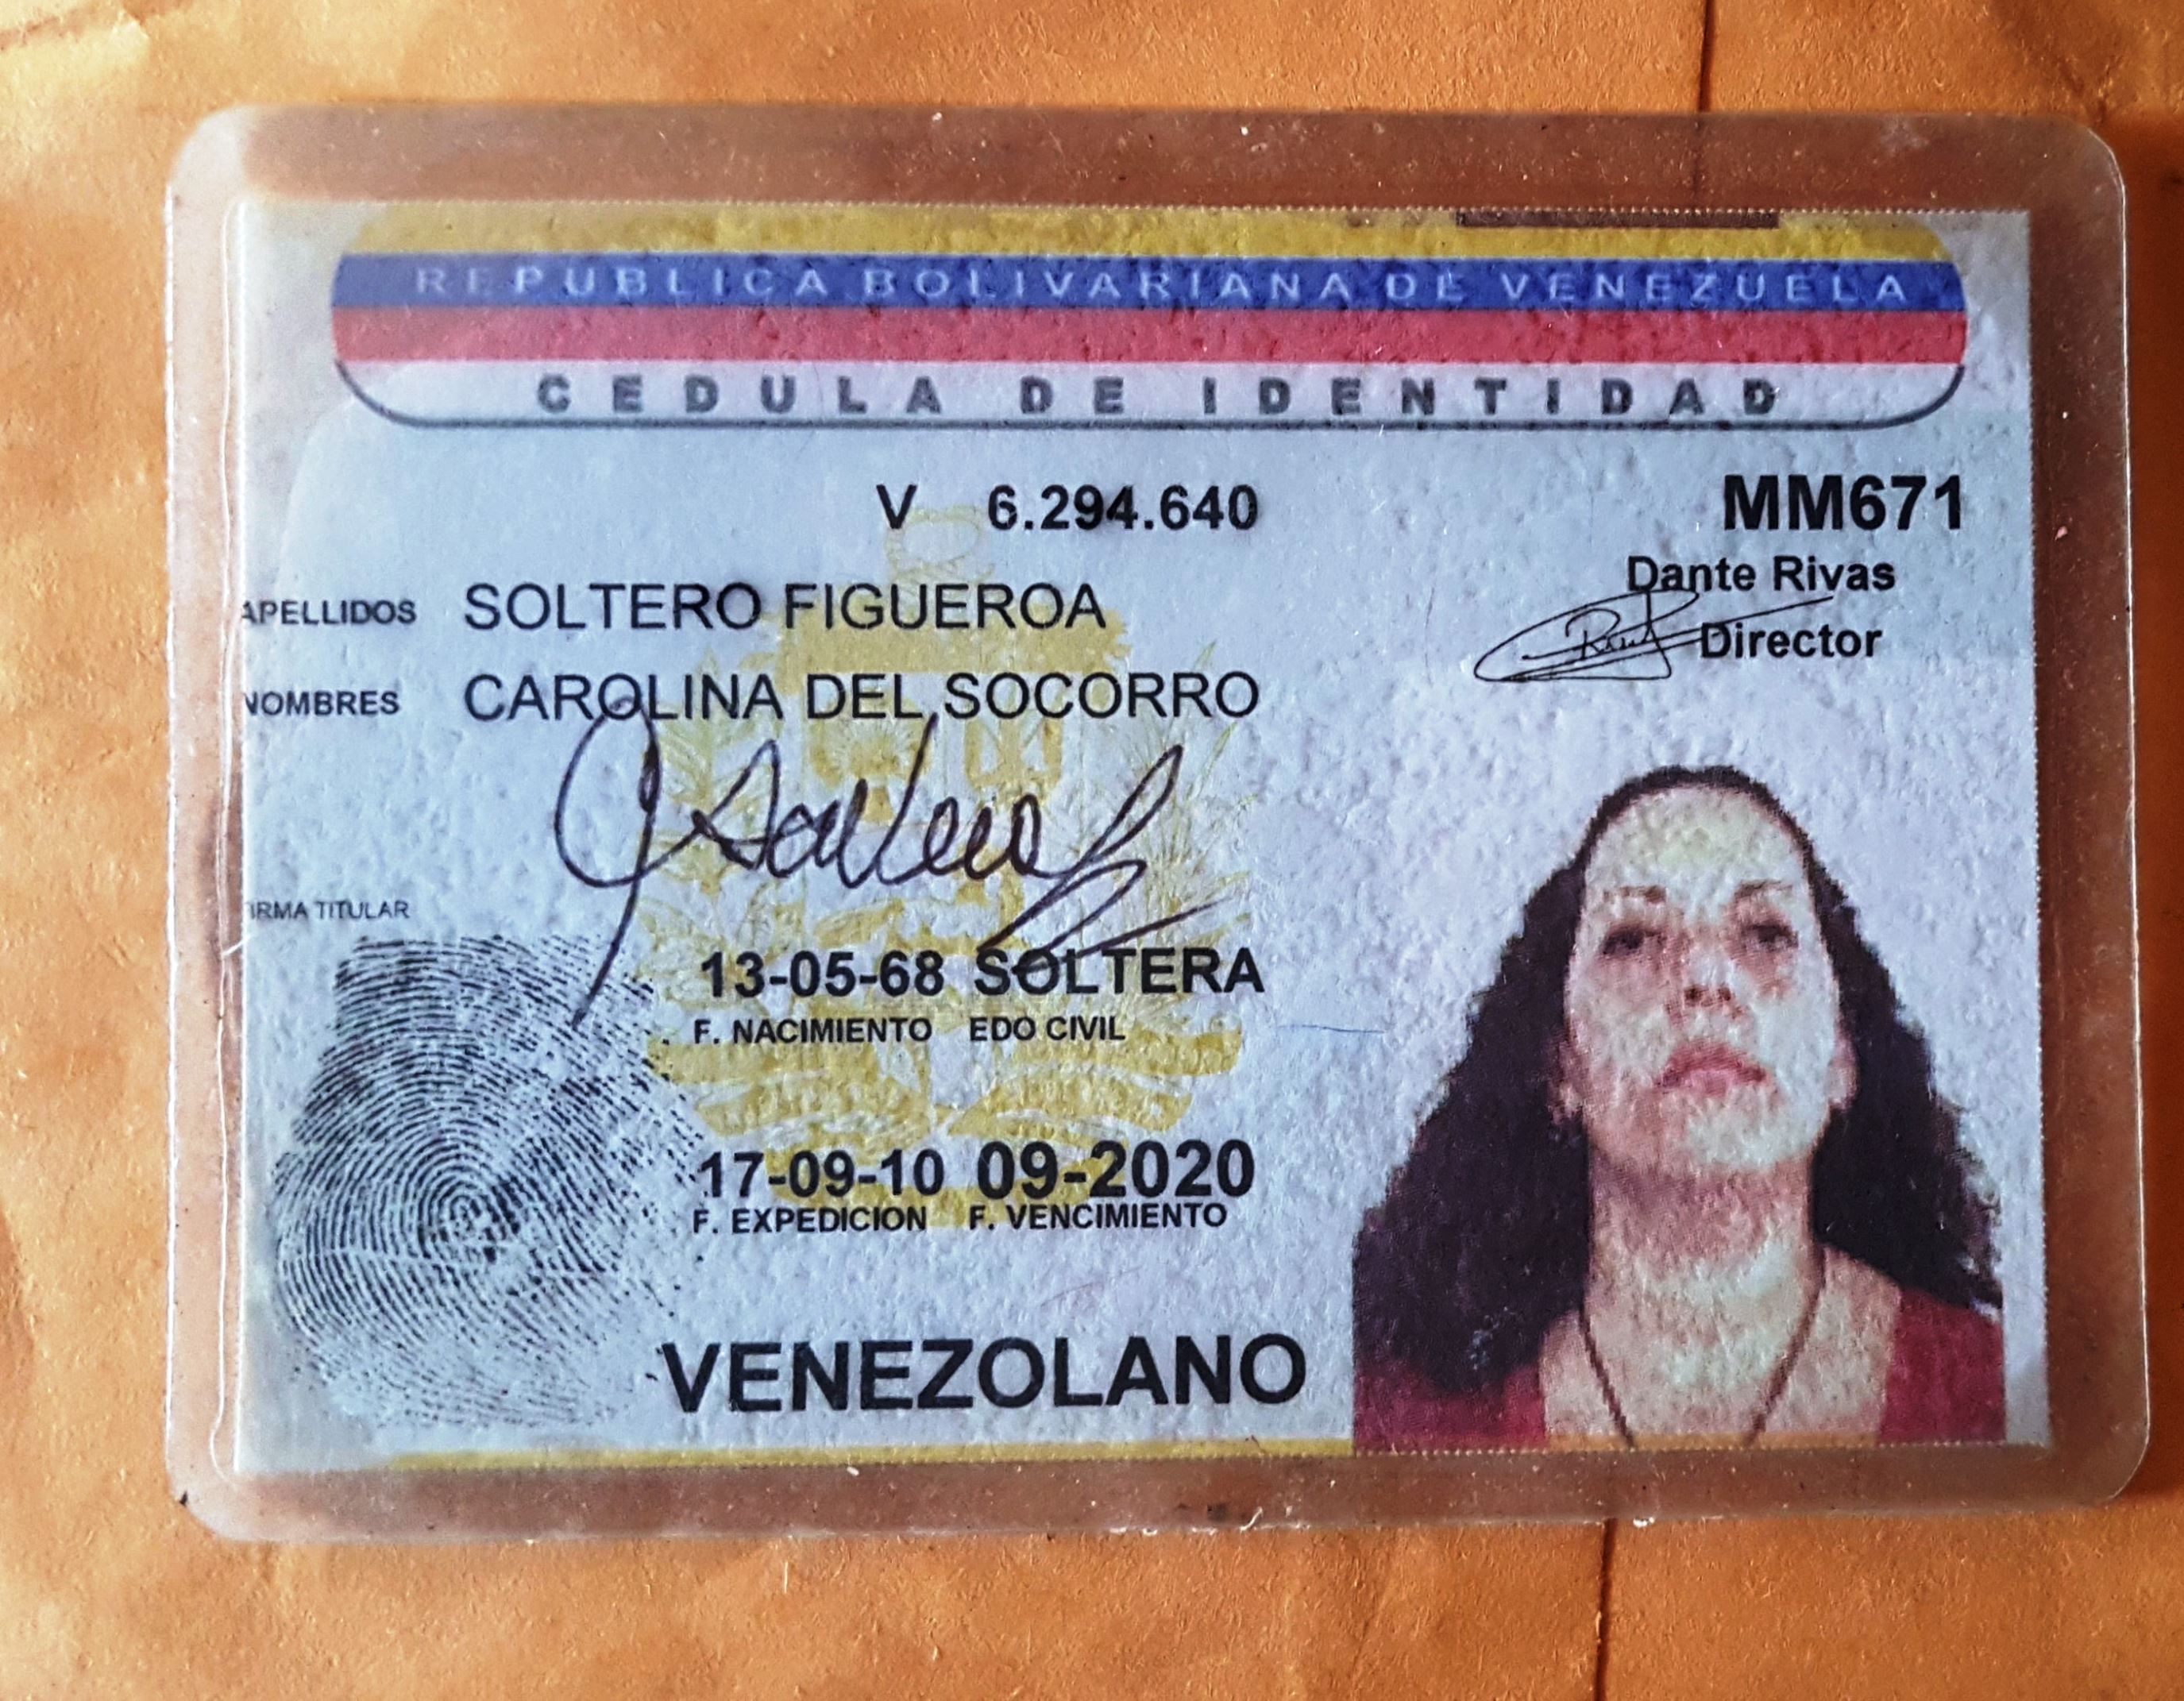 REPUBLICA BOLIVARIANA DE VENEZUELA
CEDULA DE IDENTIDAD
V 6.294.640 MM671
APELLIDOS SOLTERO FIGUEROA
Dante Rivas
NOMBRES CAROLINA DEL SOCORRO
Director
IRMA TITULAR
13-05-68 SOLTERA
F. NACIMIENTO EDO CIVIL
17-09-10 09-2020
F. EXPEDICION F. VENCIMIENTO
VENEZOLANO